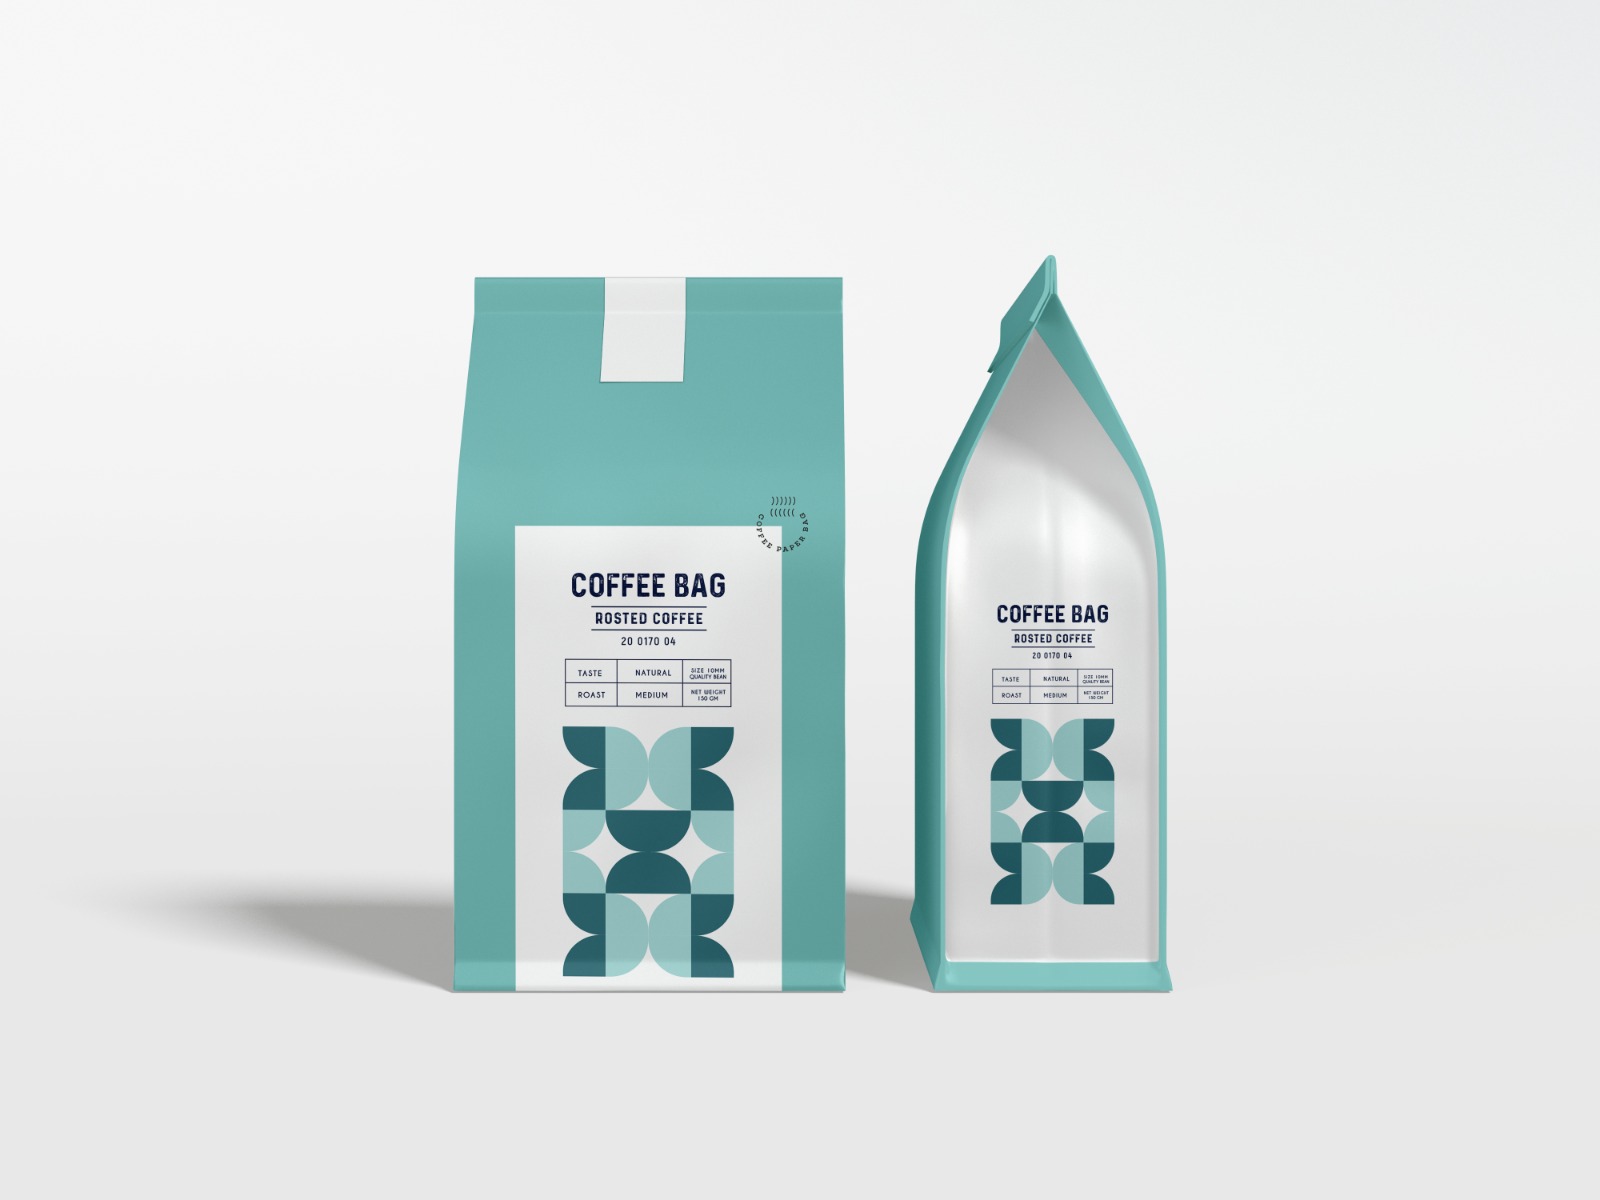 COFFEE PAPER BAG
COFFEE BAG
ROSTED COFFEE
20 0170 04
TASTE NATURAL SIZE 10MM QUALITY BEAN
ROAST MEDIUM NET WEIGHT 150 GM
COFFEE BAG
ROSTED COFFEE
20 0170 04
TASTE NATURAL SIZE 10MM QUALITY BEAN
ROAST MEDIUM NET WEIGHT 150 GM